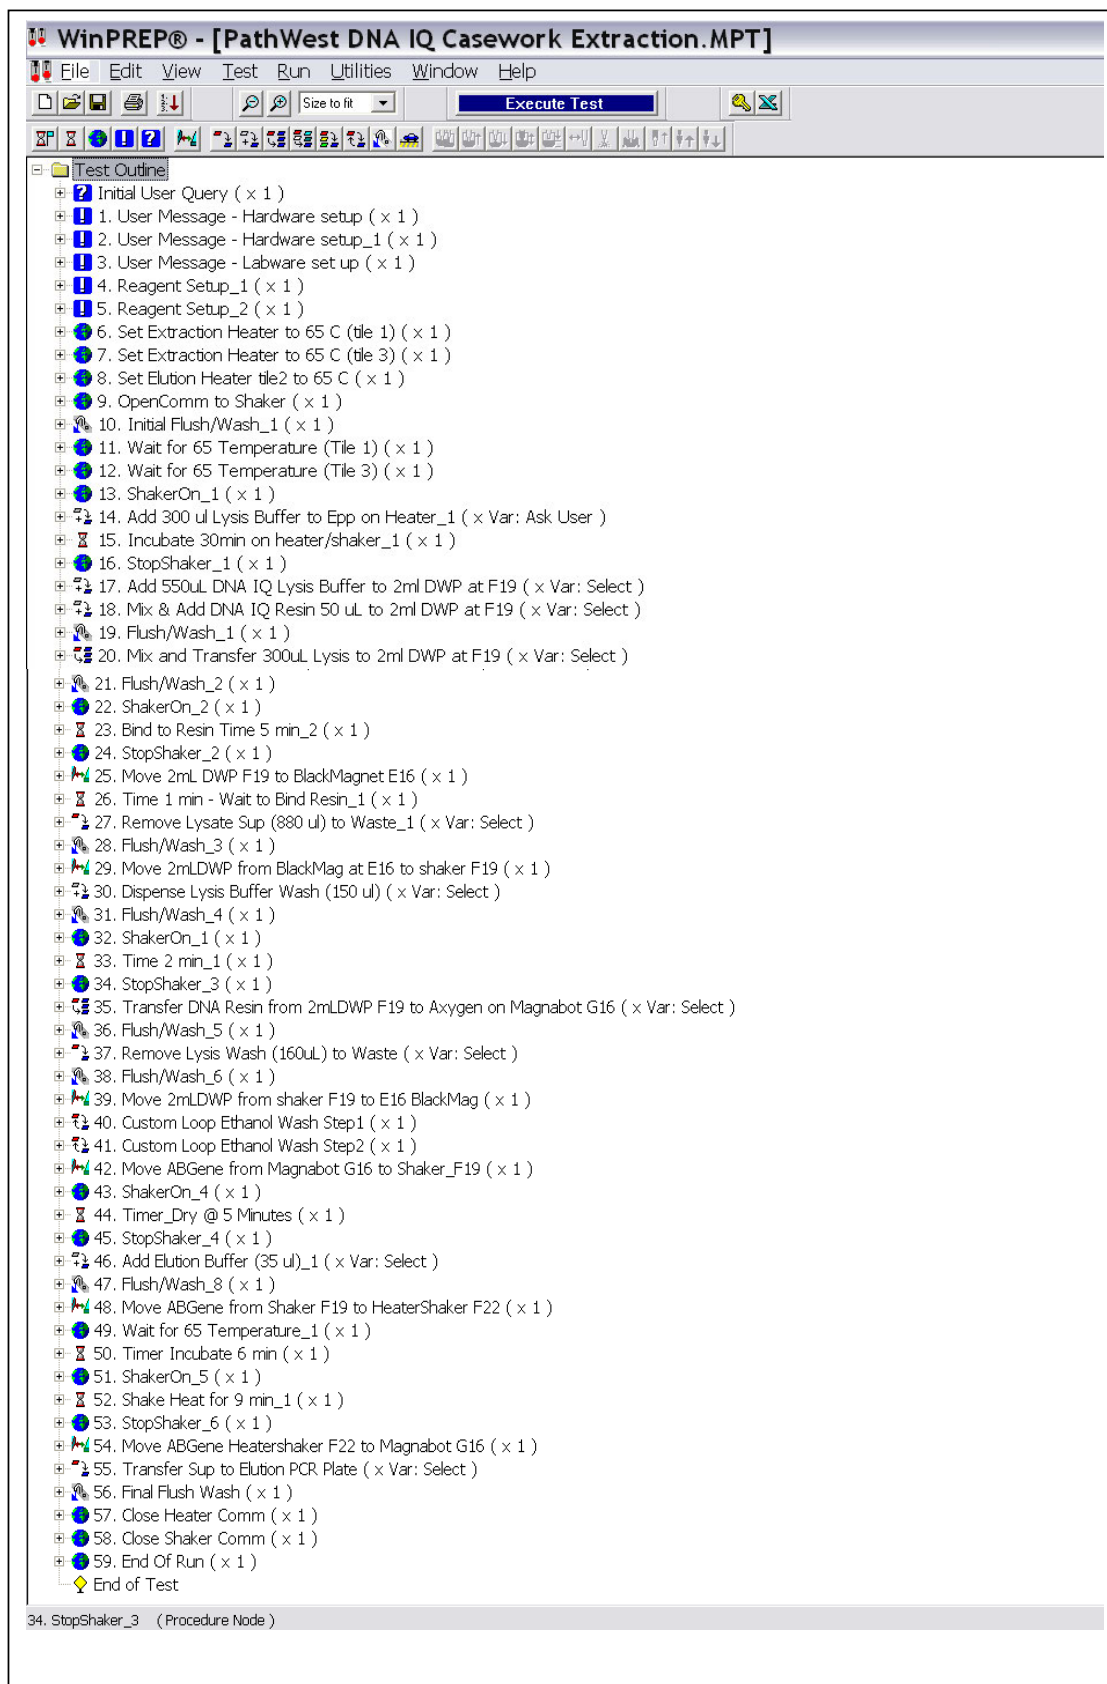 WinPREP® - [PathWest DNA IQ Casework Extraction.MPT]
File Edit View Test Run Utilities Window Help
Size to fit Execute Test
Test Outline
Initial User Query ( x 1 )
1. User Message - Hardware setup ( x 1 )
2. User Message - Hardware setup_1 ( x 1 )
3. User Message - Labware set up ( x 1 )
4. Reagent Setup_1 ( x 1 )
5. Reagent Setup_2 ( x 1 )
6. Set Extraction Heater to 65 C (tile 1) ( x 1 )
7. Set Extraction Heater to 65 C (tile 3) ( x 1 )
8. Set Elution Heater tile2 to 65 C ( x 1 )
9. OpenComm to Shaker ( x 1 )
10. Initial Flush/Wash_1 ( x 1 )
11. Wait for 65 Temperature (Tile 1) ( x 1 )
12. Wait for 65 Temperature (Tile 3) ( x 1 )
13. ShakerOn_1 ( x 1 )
14. Add 300 ul Lysis Buffer to Epp on Heater_1 ( x Var: Ask User )
15. Incubate 30min on heater/shaker_1 ( x 1 )
16. StopShaker_1 ( x 1 )
17. Add 550uL DNA IQ Lysis Buffer to 2ml DWP at F19 ( x Var: Select )
18. Mix & Add DNA IQ Resin 50 uL to 2ml DWP at F19 ( x Var: Select )
19. Flush/Wash_1 ( x 1 )
20. Mix and Transfer 300uL Lysis to 2ml DWP at F19 ( x Var: Select )
21. Flush/Wash_2 ( x 1 )
22. ShakerOn_2 ( x 1 )
23. Bind to Resin Time 5 min_2 ( x 1 )
24. StopShaker_2 ( x 1 )
25. Move 2mL DWP F19 to BlackMagnet E16 ( x 1 )
26. Time 1 min - Wait to Bind Resin_1 ( x 1 )
27. Remove Lysate Sup (880 ul) to Waste_1 ( x Var: Select )
28. Flush/Wash_3 ( x 1 )
29. Move 2mLDWP from BlackMag at E16 to shaker F19 ( x 1 )
30. Dispense Lysis Buffer Wash (150 ul) ( x Var: Select )
31. Flush/Wash_4 ( x 1 )
32. ShakerOn_1 ( x 1 )
33. Time 2 min_1 ( x 1 )
34. StopShaker_3 ( x 1 )
35. Transfer DNA Resin from 2mLDWP F19 to Axygen on Magnabot G16 ( x Var: Select )
36. Flush/Wash_5 ( x 1 )
37. Remove Lysis Wash (160uL) to Waste ( x Var: Select )
38. Flush/Wash_6 ( x 1 )
39. Move 2mLDWP from shaker F19 to E16 BlackMag ( x 1 )
40. Custom Loop Ethanol Wash Step1 ( x 1 )
41. Custom Loop Ethanol Wash Step2 ( x 1 )
42. Move ABGene from Magnabot G16 to Shaker_F19 ( x 1 )
43. ShakerOn_4 ( x 1 )
44. Timer_Dry @ 5 Minutes ( x 1 )
45. StopShaker_4 ( x 1 )
46. Add Elution Buffer (35 ul)_1 ( x Var: Select )
47. Flush/Wash_8 ( x 1 )
48. Move ABGene from Shaker F19 to HeaterShaker F22 ( x 1 )
49. Wait for 65 Temperature_1 ( x 1 )
50. Timer Incubate 6 min ( x 1 )
51. ShakerOn_5 ( x 1 )
52. Shake Heat for 9 min_1 ( x 1 )
53. StopShaker_6 ( x 1 )
54. Move ABGene Heatershaker F22 to Magnabot G16 ( x 1 )
55. Transfer Sup to Elution PCR Plate ( x Var: Select )
56. Final Flush Wash ( x 1 )
57. Close Heater Comm ( x 1 )
58. Close Shaker Comm ( x 1 )
59. End Of Run ( x 1 )
End of Test
34. StopShaker_3 ( Procedure Node )